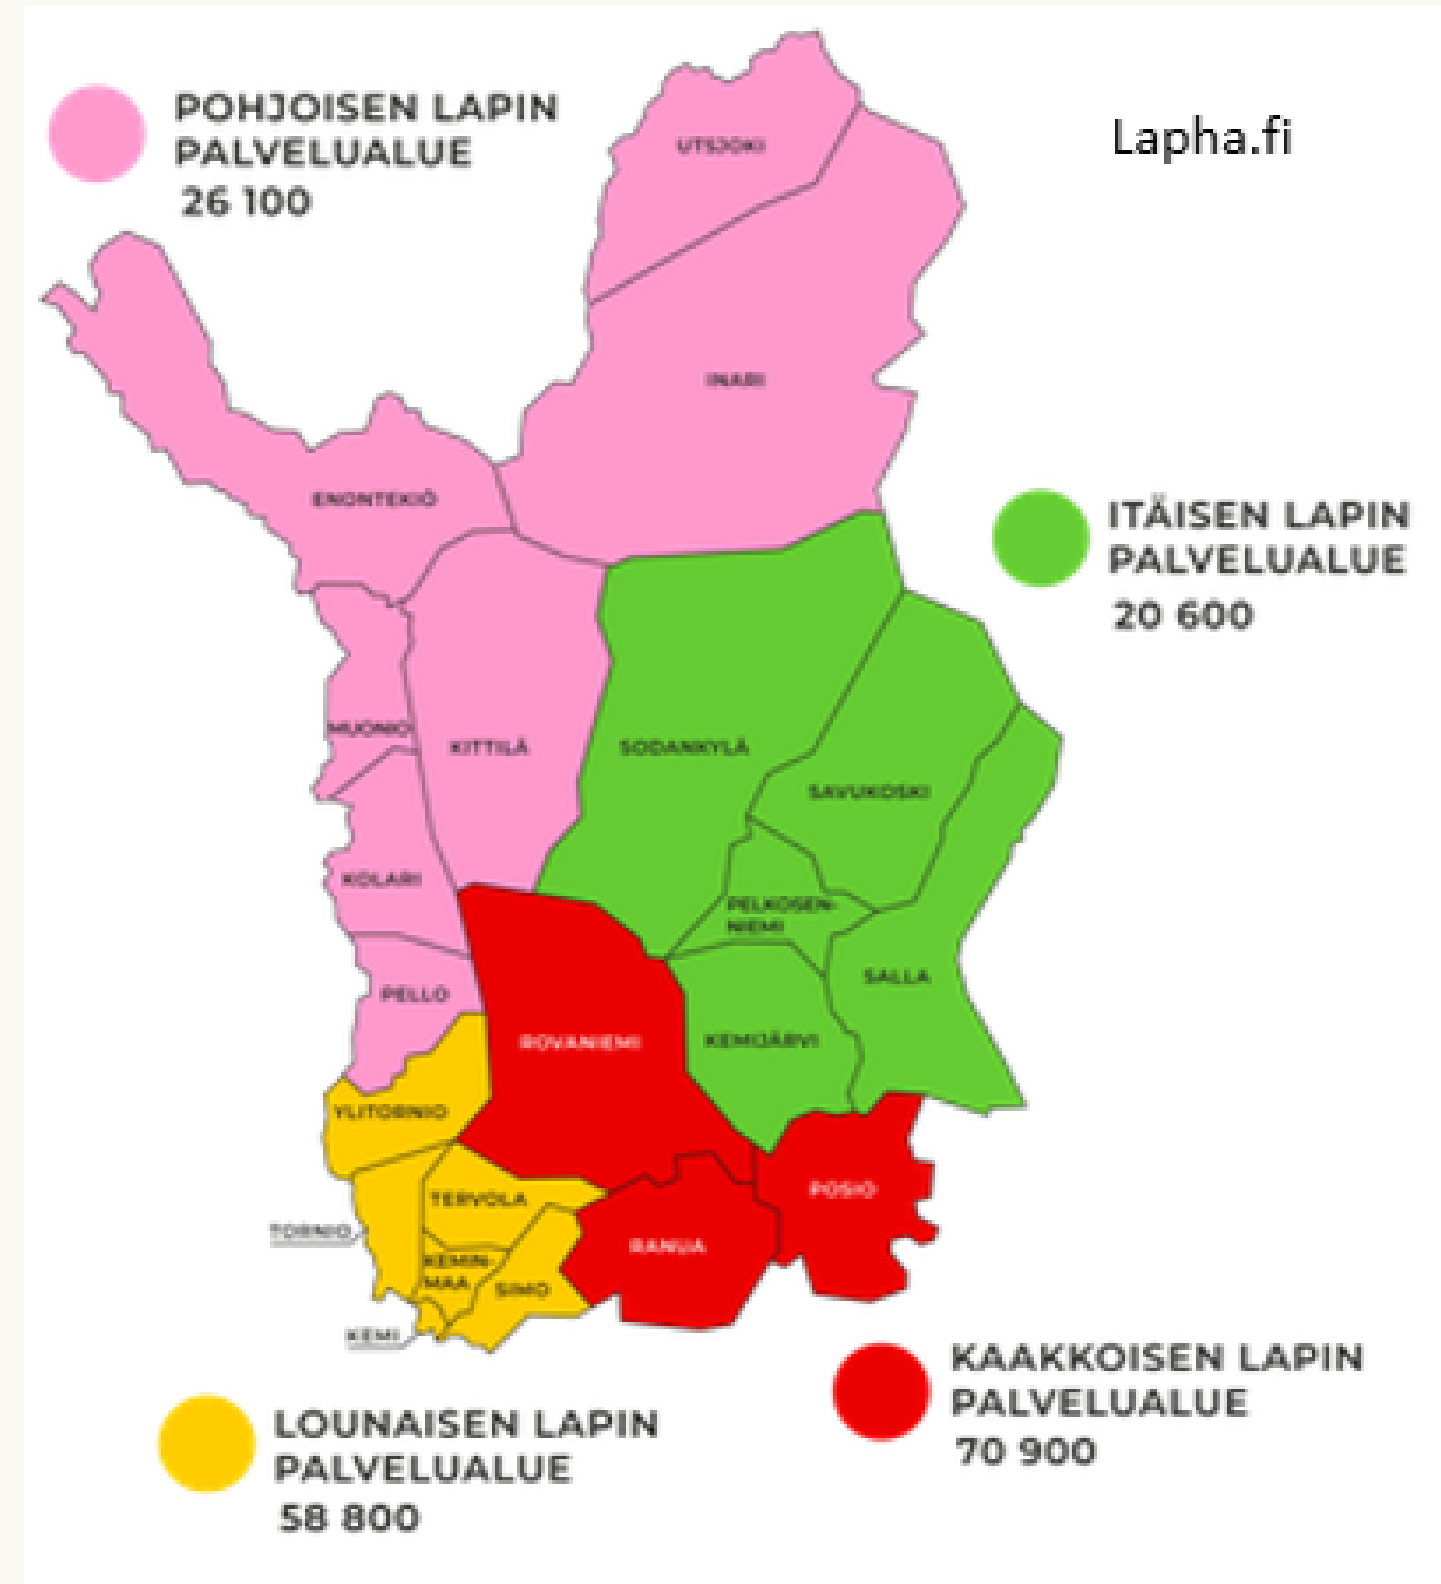 POHJOISEN LAPIN
PALVELUALUE
26 100
Lapha.fi
UTSJOKI
INARI
ENONTEKIÖ
ITÄISEN LAPIN
PALVELUALUE
20 600
MUONIO
KITTILÄ
SODANKYLÄ
SAVUKOSKI
KOLARI
PELKOSEN-
NIEMI
SALLA
PELLO
ROVANIEMI
KEMIJÄRVI
YLITORNIO
POSIO
TERVOLA
TORNIO
RANUA
KEMIN-
MAA
SIMO
KEMI
KAAKKOISEN LAPIN
PALVELUALUE
70 900
LOUNAISEN LAPIN
PALVELUALUE
58 800